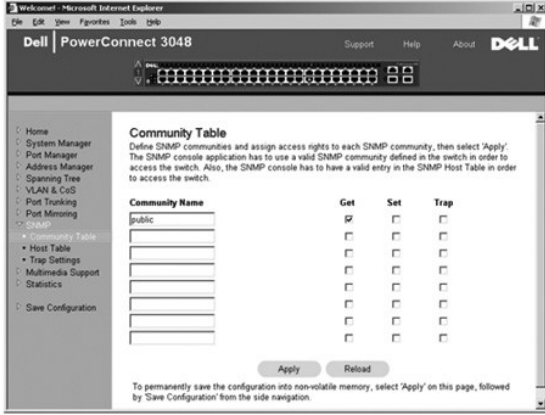 Welcome! - Microsoft Internet Explorer
File Edit View Favorites Tools Help
Dell | PowerConnect 3048
Support Help About DELL
Home
System Manager
Port Manager
Address Manager
Spanning Tree
VLAN & CoS
Port Trunking
Port Mirroring
SNMP
• Community Table
• Host Table
• Trap Settings
Multimedia Support
Statistics
Save Configuration
Community Table
Define SNMP communities and assign access rights to each SNMP community, then select 'Apply'.
The SNMP console application has to use a valid SNMP community defined in the switch in order to
access the switch. Also, the SNMP console has to have a valid entry in the SNMP Host Table in order
to access the switch.
Community Name Get Set Trap
public
Apply Reload
To permanently save the configuration into non-volatile memory, select 'Apply' on this page, followed
by 'Save Configuration' from the side navigation.